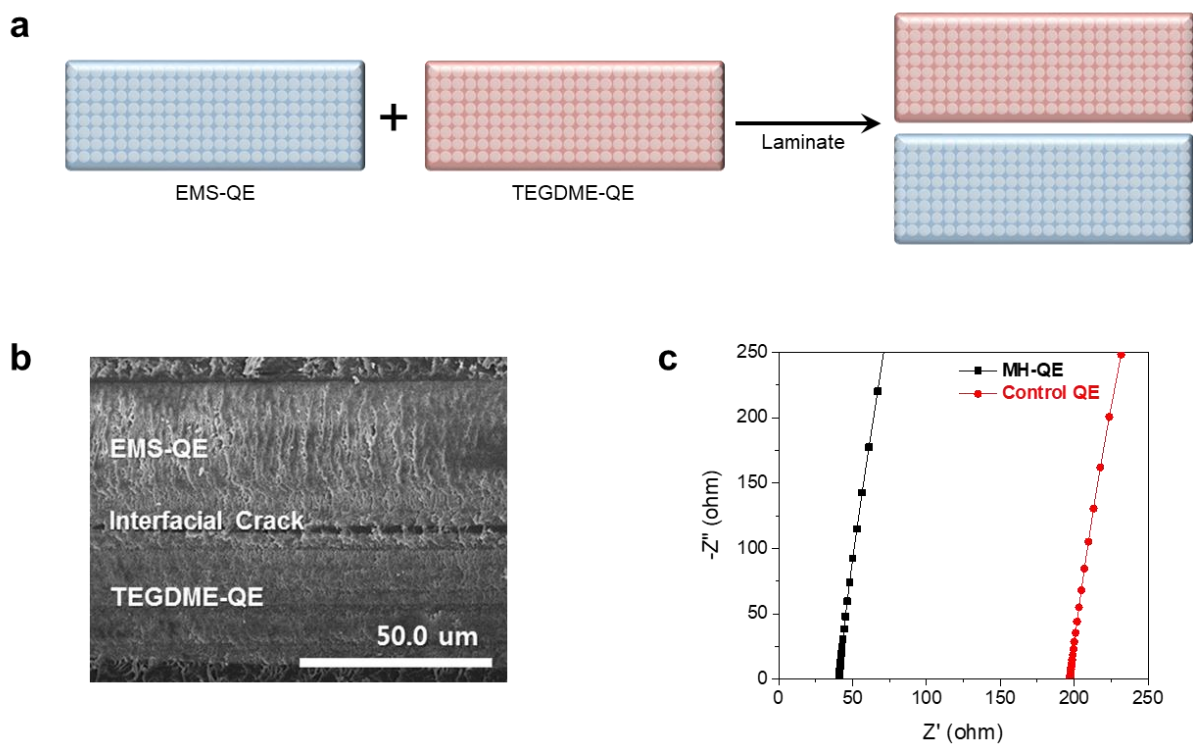 a
+
EMS-QE
TEGDME-QE
Laminate
b
EMS-QE
Interfacial Crack
TEGDME-QE
50.0 um
c
MH-QE
Control QE
250
200
150
100
50
0
-Z" (ohm)
0 50 100 150 200 250
Z' (ohm)